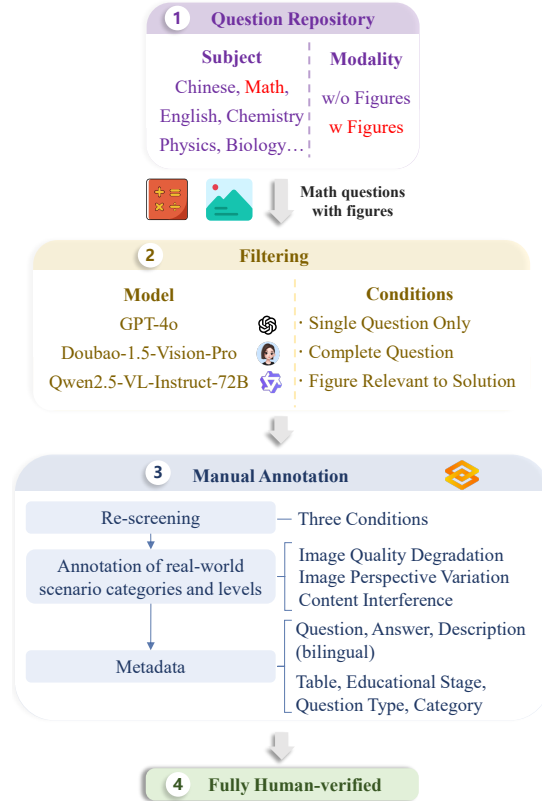 1 Question Repository
Subject
Chinese, Math,
English, Chemistry
Physics, Biology…
Modality
w/o Figures
w Figures
Math questions
with figures
2 Filtering
Model
GPT-4o
Doubao-1.5-Vision-Pro
Qwen2.5-VL-Instruct-72B
Conditions
· Single Question Only
· Complete Question
· Figure Relevant to Solution
3 Manual Annotation
Re-screening
Three Conditions
Annotation of real-world
scenario categories and levels
Image Quality Degradation
Image Perspective Variation
Content Interference
Metadata
Question, Answer, Description
(bilingual)
Table, Educational Stage,
Question Type, Category
4 Fully Human-verified